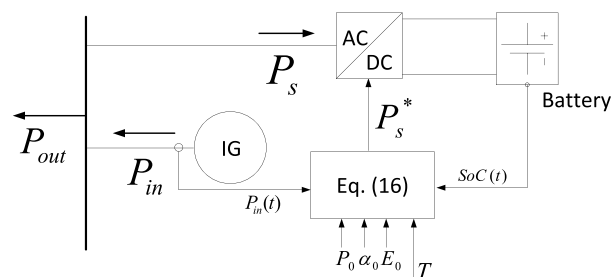 AC
DC
+
-
P_s
Battery
P_s^*
P_out
P_in
IG
Eq. (16)
SoC(t)
P_in(t)
P_0 α_0 E_0
T